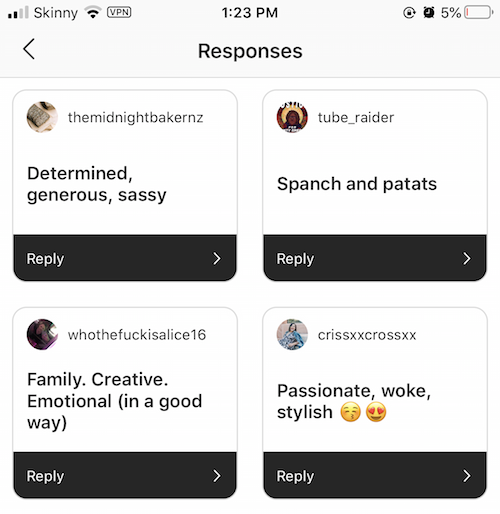 Skinny VPN 1:23 PM 5%
Responses
themidnightbakernz
Determined,
generous, sassy
Reply
tube_raider
Spanch and patats
Reply
whothefuckisalice16
Family. Creative.
Emotional (in a good
way)
Reply
crissxxcrossxx
Passionate, woke,
stylish 😚 😍
Reply